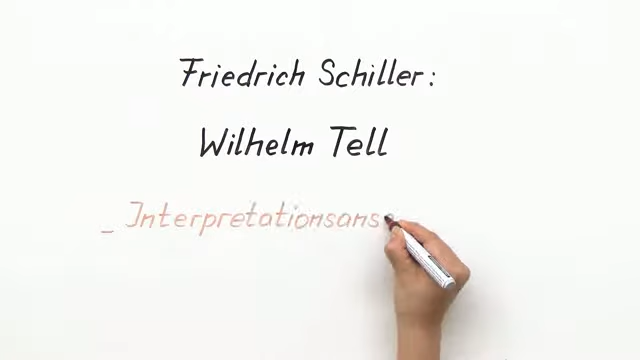 Friedrich Schiller:
Wilhelm Tell
_ Interpretationsans